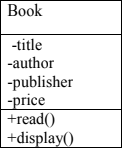 Book
-title
-author
-publisher
-price
+read()
+display()